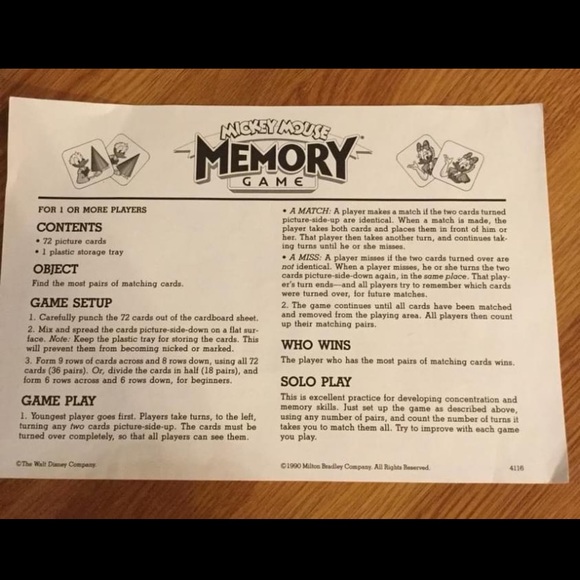 MICKEY MOUSE
MEMORY®
GAME
FOR 1 OR MORE PLAYERS
CONTENTS
• 72 picture cards
• 1 plastic storage tray
OBJECT
Find the most pairs of matching cards.
GAME SETUP
1. Carefully punch the 72 cards out of the cardboard sheet.
2. Mix and spread the cards picture-side-down on a flat sur-
face. Note: Keep the plastic tray for storing the cards. This
will prevent them from becoming nicked or marked.
3. Form 9 rows of cards across and 8 rows down, using all 72
cards (36 pairs). Or, divide the cards in half (18 pairs), and
form 6 rows across and 6 rows down, for beginners.
GAME PLAY
1. Youngest player goes first. Players take turns, to the left,
turning any two cards picture-side-up. The cards must be
turned over completely, so that all players can see them.
• A MATCH: A player makes a match if the two cards turned
picture-side-up are identical. When a match is made, the
player takes both cards and places them in front of him or
her. That player then takes another turn, and continues tak-
ing turns until he or she misses.
• A MISS: A player misses if the two cards turned over are
not identical. When a player misses, he or she turns the two
cards picture-side-down again, in the same place. That play-
er's turn ends—and all players try to remember which cards
were turned over, for future matches.
2. The game continues until all cards have been matched
and removed from the playing area. All players then count
up their matching pairs.
WHO WINS
The player who has the most pairs of matching cards wins.
SOLO PLAY
This is excellent practice for developing concentration and
memory skills. Just set up the game as described above,
using any number of pairs, and count the number of turns it
takes you to match them all. Try to improve with each game
you play.
©The Walt Disney Company
©1990 Milton Bradley Company. All Rights Reserved.
4116